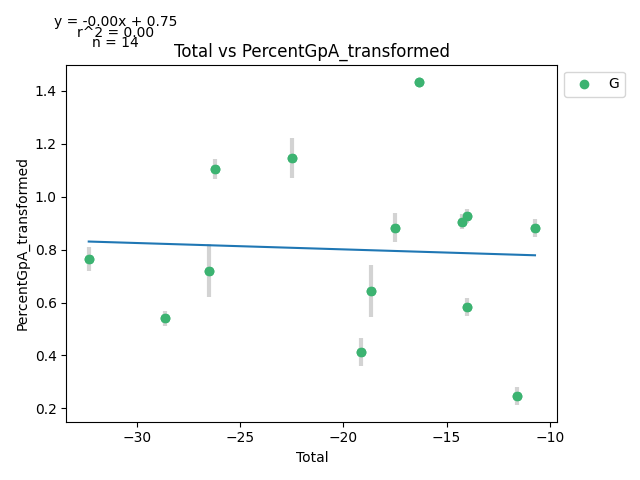 y = -0.00x + 0.75
r^2 = 0.00
n = 14
Total vs PercentGpA_transformed
G
1.4
1.2
1.0
0.8
0.6
0.4
0.2
PercentGpA_transformed
−30
−25
−20
−15
−10
Total